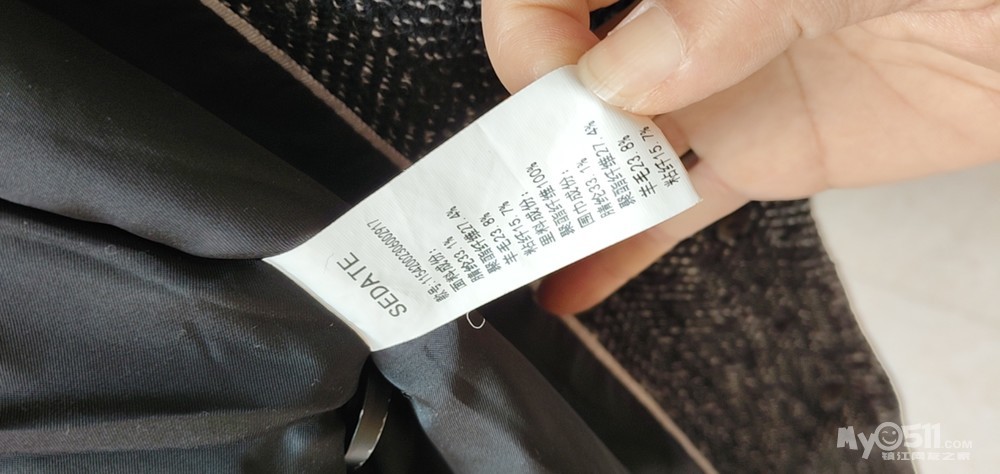 SEDATE
款号:1154200236002917
面料成份:
腈纶33.1%
聚酯纤维27.4%
羊毛23.8%
粘纤15.7%
里料成份:
聚酯纤维100%
围巾成份:
腈纶33.1%
聚酯纤维27.4%
羊毛23.8%
粘纤15.7%
My0511.COM
镇江网友之家